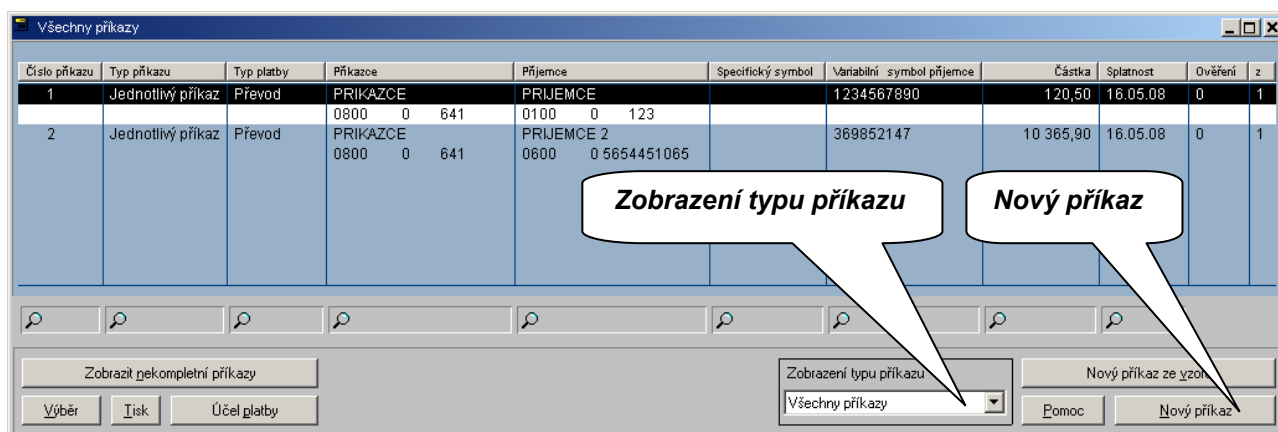 Všechny příkazy
Číslo příkazu Typ příkazu Typ platby Příkazce Příjemce Specifický symbol Variabilní symbol příjemce Částka Splatnost Ověření z
1 Jednotlivý příkaz Převod PRIKAZCE PRIJEMCE 1234567890 120,50 16.05.08 0 1
0800 0 641 0100 0 123
2 Jednotlivý příkaz Převod PRIKAZCE PRIJEMCE 2 369852147 10 365,90 16.05.08 0 1
0800 0 641 0600 0 5654451065
Zobrazení typu příkazu Nový příkaz
Zobrazit nekompletní příkazy Zobrazení typu příkazu Nový příkaz ze
Výběr Tisk Účel platby Všechny příkazy Pomoc Nový příkaz